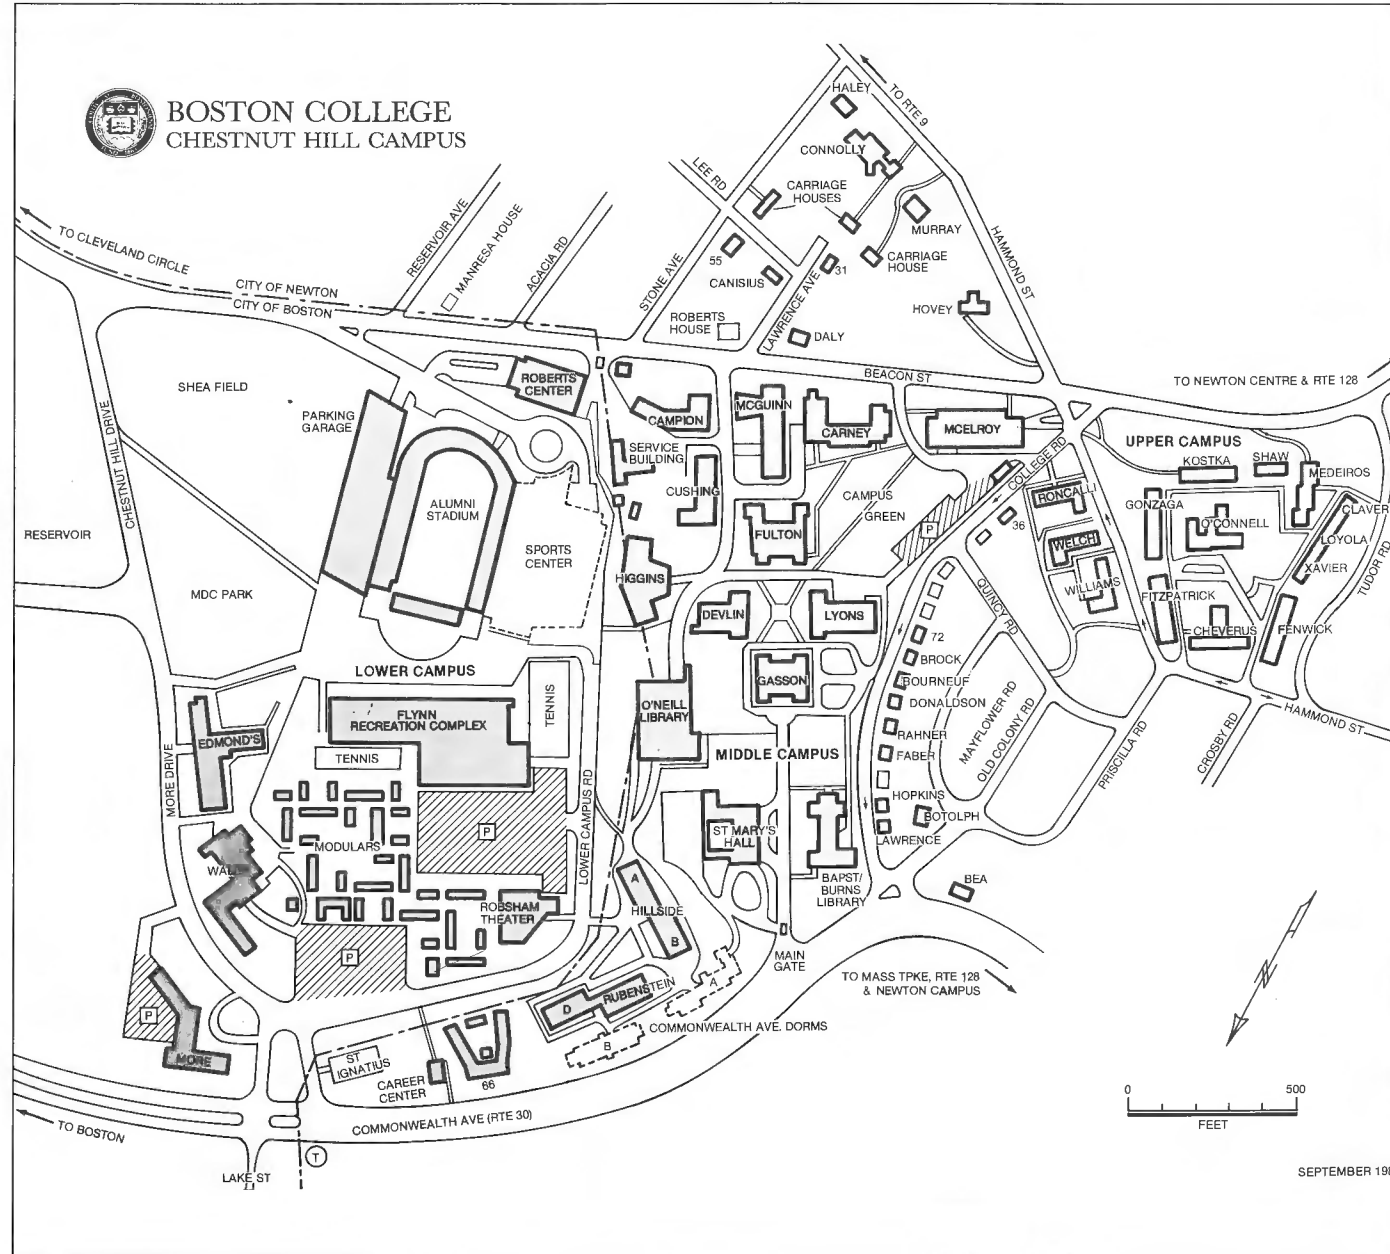 BOSTON COLLEGE
CHESTNUT HILL CAMPUS
TO RTE 9
HALEY
CONNOLLY
LEE RD
CARRIAGE
HOUSES
MURRAY
HAMMOND ST
CARRIAGE
HOUSE
TO CLEVELAND CIRCLE
RESERVOIR AVE
MANRESA HOUSE
ACACIA RD
STONE AVE
55
CANISIUS
31
LAWRENCE AVE
CITY OF NEWTON
CITY OF BOSTON
ROBERTS
HOUSE
DALY
HOVEY
BEACON ST
TO NEWTON CENTRE & RTE 128
SHEA FIELD
CHESTNUT HILL DRIVE
PARKING
GARAGE
ROBERTS
CENTER
CAMPION
MCGUINN
CARNEY
MCELROY
COLLEGE RD
UPPER CAMPUS
KOSTKA
SHAW
MEDEIROS
SERVICE
BUILDING
CUSHING
CAMPUS
GREEN
P
RONCALLI
36
GONZAGA
O'CONNELL
CLAVER
LOYOLA
XAVIER
TUDOR RD
RESERVOIR
ALUMNI
STADIUM
SPORTS
CENTER
FULTON
WELCH
WILLIAMS
HIGGINS
MDC PARK
DEVLIN
LYONS
QUINCY RD
FITZPATRICK
CHEVERUS
FENWICK
72
BROCK
BOURNEUF
DONALDSON
RAHNER
FABER
HOPKINS
BOTOLPH
LAWRENCE
LOWER CAMPUS
GASSON
O'NEILL
LIBRARY
FLYNN
RECREATION COMPLEX
TENNIS
TENNIS
MIDDLE CAMPUS
MAYFLOWER RD
OLD COLONY RD
PRISCILLA RD
CROSBY RD
HAMMOND ST
EDMOND'S
MORE DRIVE
MODULARS
P
LOWER CAMPUS RD
ST MARY'S
HALL
BAPST/
BURNS
LIBRARY
BEA
ROBSHAM
THEATER
A
HILLSIDE
B
P
MAIN
GATE
TO MASS TPKE, RTE 128
& NEWTON CAMPUS
N
P
MORE
D
RUBENSTEIN
A
B
COMMONWEALTH AVE. DORMS
ST
IGNATIUS
CAREER
CENTER
66
COMMONWEALTH AVE (RTE 30)
TO BOSTON
T
LAKE ST
0
500
FEET
SEPTEMBER